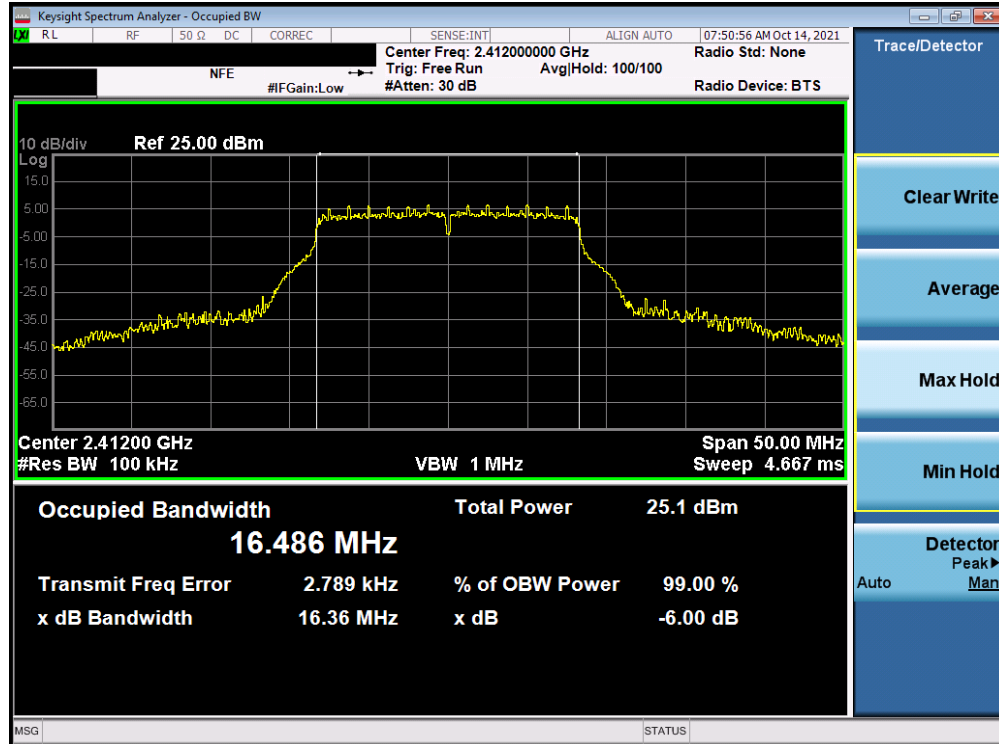 Keysight Spectrum Analyzer - Occupied BW
LXI RL RF 50 Ω DC CORREC SENSE:INT ALIGN AUTO 07:50:56 AM Oct 14, 2021
Center Freq: 2.412000000 GHz Radio Std: None
NFE Trig: Free Run Avg|Hold: 100/100
#IFGain:Low #Atten: 30 dB Radio Device: BTS
Trace/Detector
10 dB/div Ref 25.00 dBm
Log
15.0
5.00
-5.00
-15.0
-25.0
-35.0
-45.0
-55.0
-65.0
Center 2.41200 GHz Span 50.00 MHz
#Res BW 100 kHz VBW 1 MHz Sweep 4.667 ms
Occupied Bandwidth Total Power 25.1 dBm
16.486 MHz
Transmit Freq Error 2.789 kHz % of OBW Power 99.00 %
x dB Bandwidth 16.36 MHz x dB -6.00 dB
Clear Write
Average
Max Hold
Min Hold
Detector
Peak▶
Auto Man
MSG STATUS